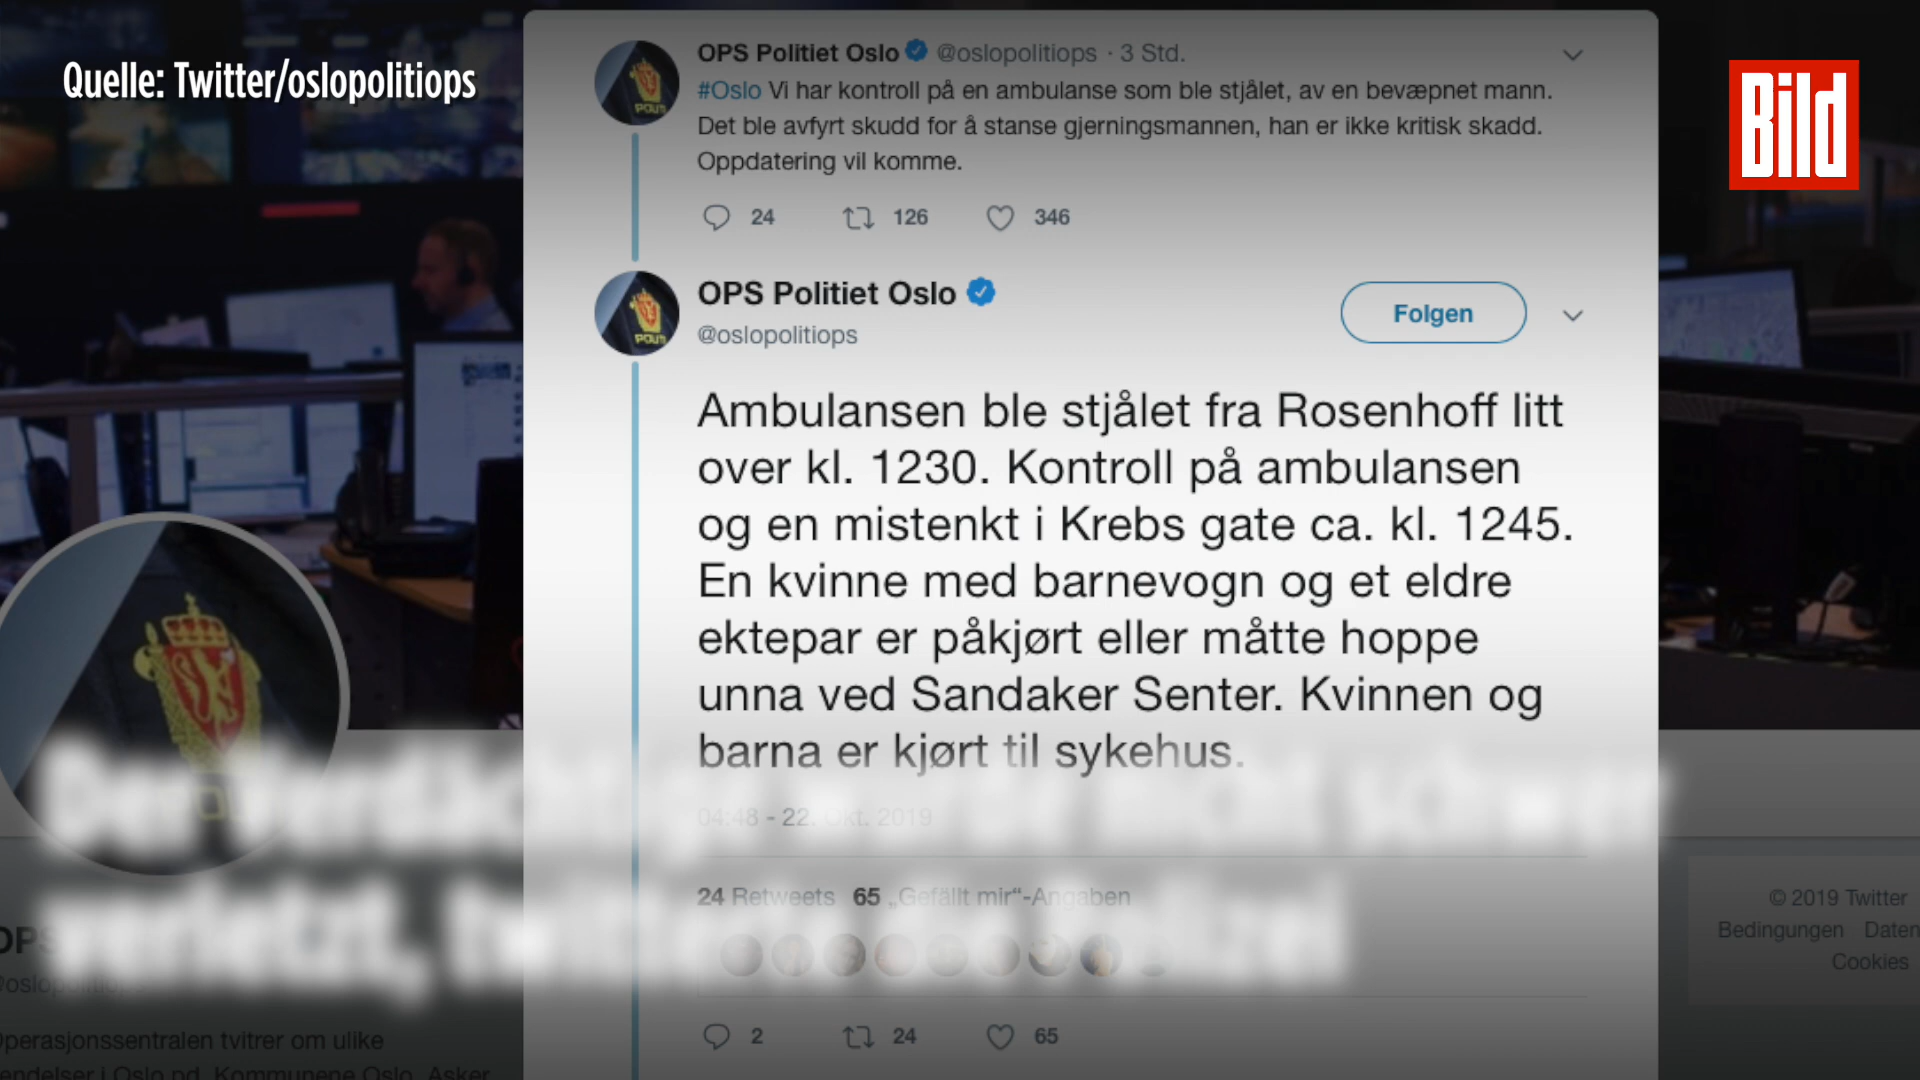 Quelle: Twitter/oslopolitiops
Bild
OPS Politiet Oslo @oslopolitiops · 3 Std.
#Oslo Vi har kontroll på en ambulanse som ble stjålet, av en bevæpnet mann.
Det ble avfyrt skudd for å stanse gjerningsmannen, han er ikke kritisk skadd.
Oppdatering vil komme.
24 126 346
OPS Politiet Oslo
@oslopolitiops
Folgen
Ambulansen ble stjålet fra Rosenhoff litt
over kl. 1230. Kontroll på ambulansen
og en mistenkt i Krebs gate ca. kl. 1245.
En kvinne med barnevogn og et eldre
ektepar er påkjørt eller måtte hoppe
unna ved Sandaker Senter. Kvinnen og
barna er kjørt til sykehus.
04:48 - 22. Okt. 2019
24 Retweets 65 „Gefällt mir“-Angaben
2 24 65
POLITI
POLITI
OPS
Operasjonssentralen tvitrer om ulike
hendelser i Oslo pd. Kommunene Oslo, Asker
© 2019 Twitter
Bedingungen Daten
Cookies